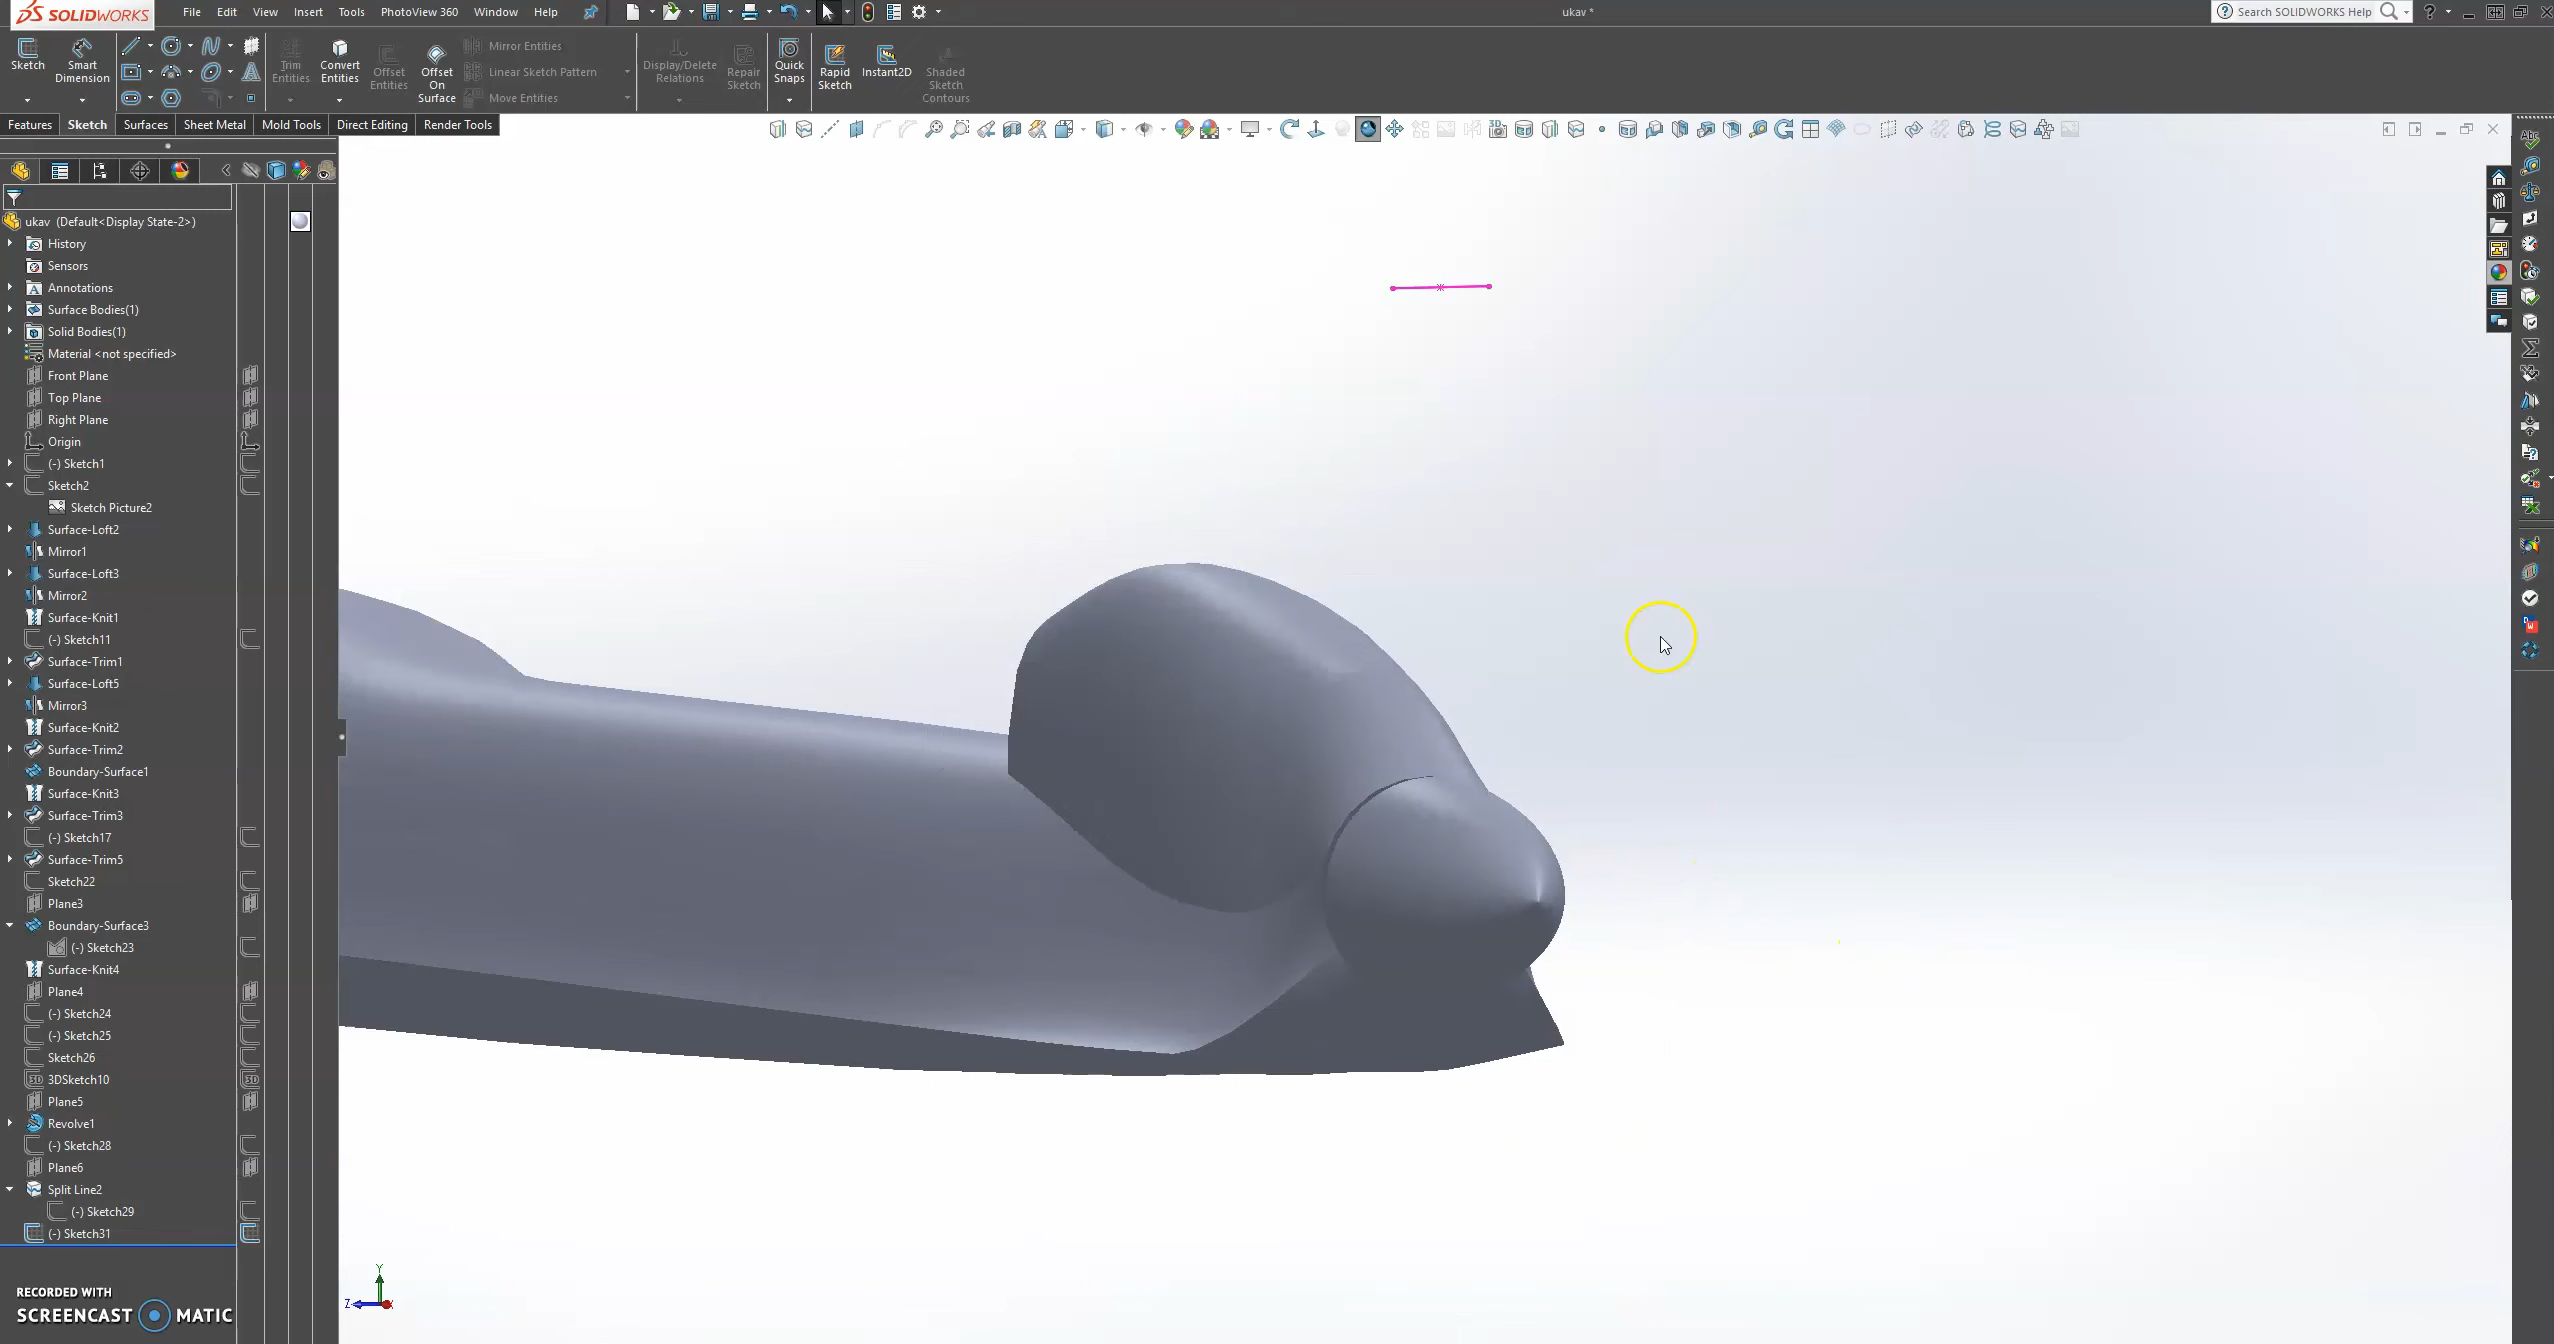 SOLIDWORKS
File Edit View Insert Tools PhotoView 360 Window Help
ukav *
Search SOLIDWORKS Help
Sketch
Smart Dimension
Trim Entities
Convert Entities
Offset Entities
Offset On Surface
Mirror Entities
Linear Sketch Pattern
Move Entities
Display/Delete Relations
Repair Sketch
Quick Snaps
Rapid Sketch
Instant2D
Shaded Sketch Contours
Features Sketch Surfaces Sheet Metal Mold Tools Direct Editing Render Tools
ukav (Default<Display State-2>)
History
Sensors
Annotations
Surface Bodies(1)
Solid Bodies(1)
Material <not specified>
Front Plane
Top Plane
Right Plane
Origin
(-) Sketch1
Sketch2
Sketch Picture2
Surface-Loft2
Mirror1
Surface-Loft3
Mirror2
Surface-Knit1
(-) Sketch11
Surface-Trim1
Surface-Loft5
Mirror3
Surface-Knit2
Surface-Trim2
Boundary-Surface1
Surface-Knit3
Surface-Trim3
(-) Sketch17
Surface-Trim5
Sketch22
Plane3
Boundary-Surface3
(-) Sketch23
Surface-Knit4
Plane4
(-) Sketch24
(-) Sketch25
Sketch26
3DSketch10
Plane5
Revolve1
(-) Sketch28
Plane6
Split Line2
(-) Sketch29
(-) Sketch31
Y
Z
RECORDED WITH
SCREENCAST MATIC